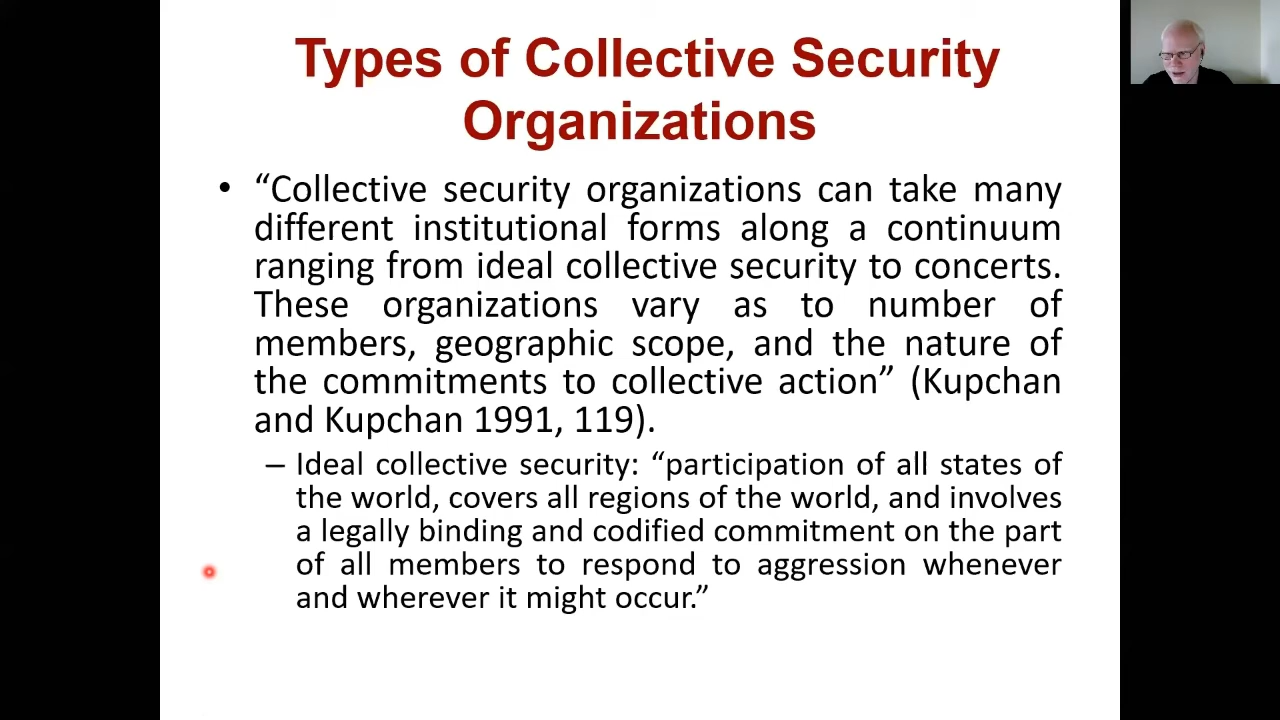 Types of Collective Security
Organizations
• “Collective security organizations can take many
different institutional forms along a continuum
ranging from ideal collective security to concerts.
These organizations vary as to number of
members, geographic scope, and the nature of
the commitments to collective action” (Kupchan
and Kupchan 1991, 119).
– Ideal collective security: “participation of all states of
the world, covers all regions of the world, and involves
a legally binding and codified commitment on the part
of all members to respond to aggression whenever
and wherever it might occur.”